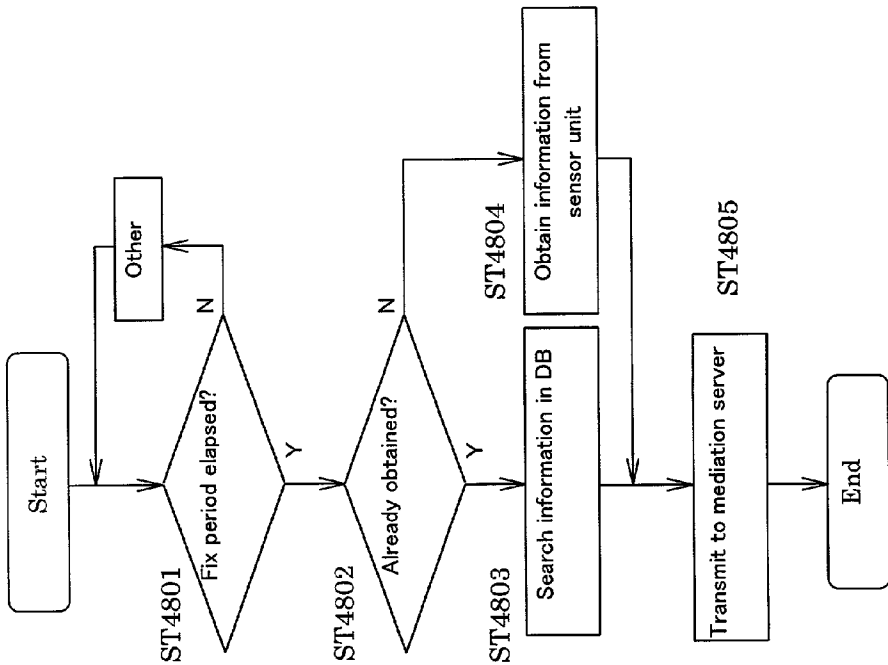 Start
Other
ST4801
Fix period elapsed?
N
Y
ST4802
Already obtained?
N
Y
ST4803
Search information in DB
ST4804
Obtain information from
sensor unit
Transmit to mediation server
ST4805
End